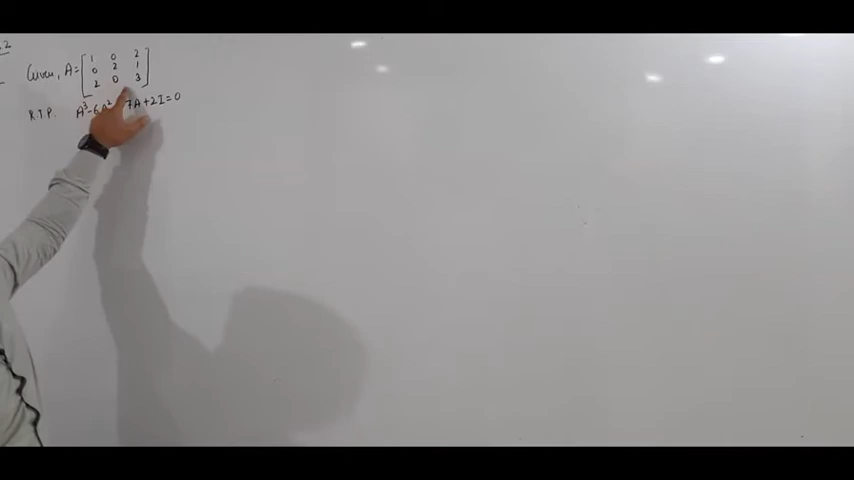 Given, A = [ 1 0 2
0 2 1
2 0 3 ]
R.T.P. A³-6A² 7A+2I=0